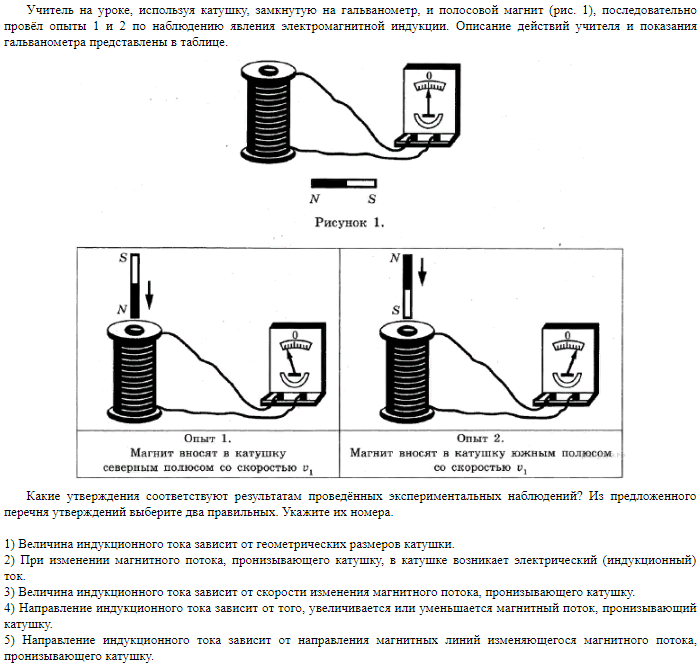 Учитель на уроке, используя катушку, замкнутую на гальванометр, и полосовой магнит (рис. 1), последовательно
провёл опыты 1 и 2 по наблюдению явления электромагнитной индукции. Описание действий учителя и показания
гальванометра представлены в таблице.
0
N S
Рисунок 1.
S
N
0
N
S
0
Опыт 1.
Магнит вносят в катушку
северным полюсом со скоростью v₁
Опыт 2.
Магнит вносят в катушку южным полюсом
со скоростью v₁
Какие утверждения соответствуют результатам проведённых экспериментальных наблюдений? Из предложенного
перечня утверждений выберите два правильных. Укажите их номера.
1) Величина индукционного тока зависит от геометрических размеров катушки.
2) При изменении магнитного потока, пронизывающего катушку, в катушке возникает электрический (индукционный)
ток.
3) Величина индукционного тока зависит от скорости изменения магнитного потока, пронизывающего катушку.
4) Направление индукционного тока зависит от того, увеличивается или уменьшается магнитный поток, пронизывающий
катушку.
5) Направление индукционного тока зависит от направления магнитных линий изменяющегося магнитного потока,
пронизывающего катушку.